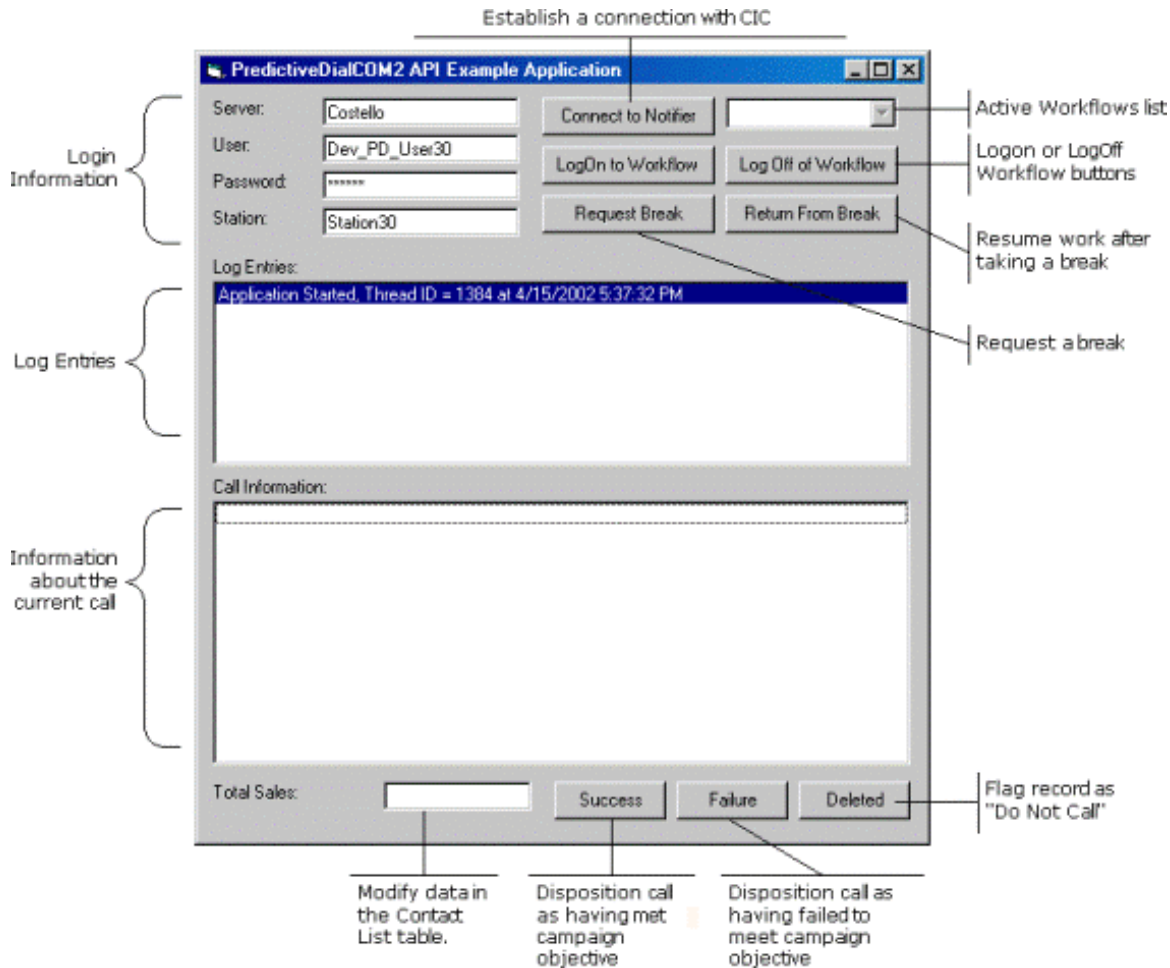 Establish a connection with CIC
PredictiveDialCOM2 API Example Application
Server:
Costello
Connect to Notifier
Active Workflows list
Login
Information
User:
Dev_PD_User30
LogOn to Workflow
Log Off of Workflow
Logon or LogOff
Workflow buttons
Password:
******
Station:
Station30
Request Break
Return From Break
Resume work after
taking a break
Log Entries:
Application Started, Thread ID = 1384 at 4/15/2002 5:37:32 PM
Log Entries
Request a break
Call Information:
Information
about the
current call
Total Sales:
Success
Failure
Deleted
Flag record as
"Do Not Call"
Modify data in
the Contact
List table.
Disposition call
as having met
campaign
objective
Disposition call as
having failed to
meet campaign
objective